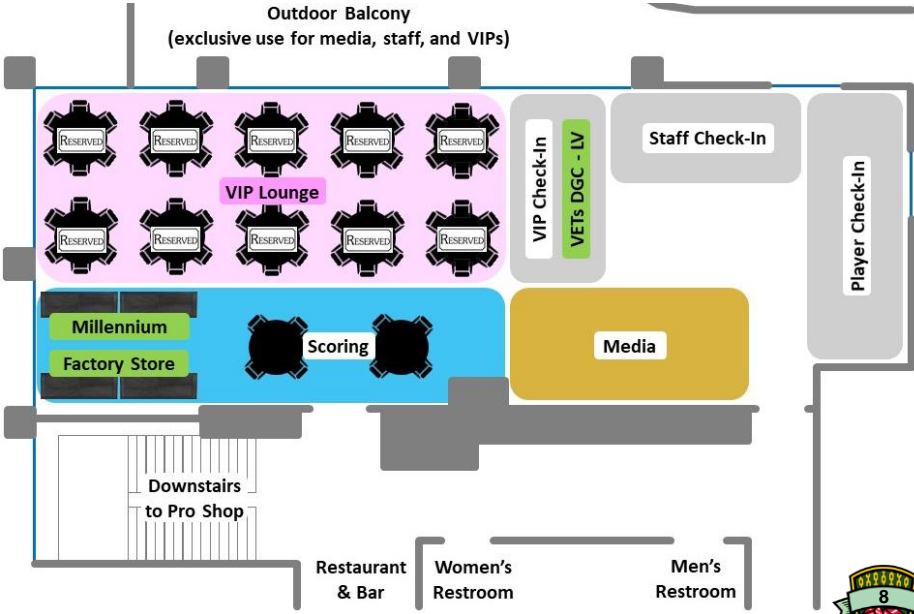 Outdoor Balcony
(exclusive use for media, staff, and VIPs)
RESERVED
RESERVED
RESERVED
RESERVED
RESERVED
VIP Lounge
RESERVED
RESERVED
RESERVED
RESERVED
RESERVED
VIP Check-In
VETs DGC - LV
Staff Check-In
Player Check-In
Millennium
Factory Store
Scoring
Media
Downstairs
to Pro Shop
Restaurant
& Bar
Women's
Restroom
Men's
Restroom
8